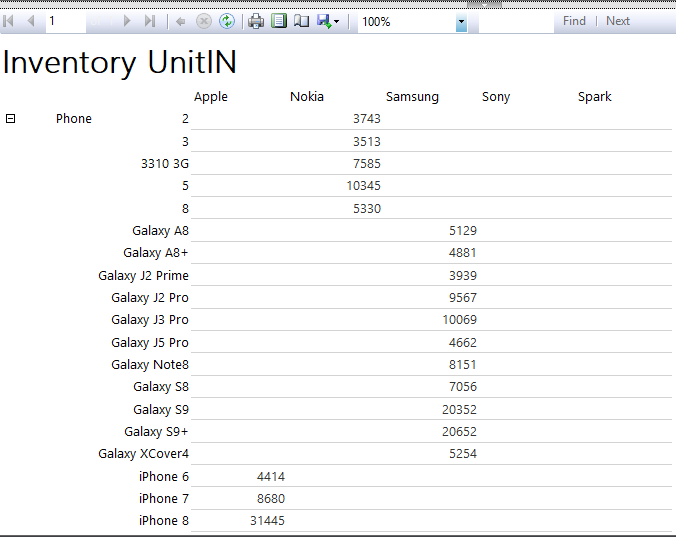 1 100% Find Next
Inventory UnitIN
Apple Nokia Samsung Sony Spark
Phone 2 3743
3 3513
3310 3G 7585
5 10345
8 5330
Galaxy A8 5129
Galaxy A8+ 4881
Galaxy J2 Prime 3939
Galaxy J2 Pro 9567
Galaxy J3 Pro 10069
Galaxy J5 Pro 4662
Galaxy Note8 8151
Galaxy S8 7056
Galaxy S9 20352
Galaxy S9+ 20652
Galaxy XCover4 5254
iPhone 6 4414
iPhone 7 8680
iPhone 8 31445